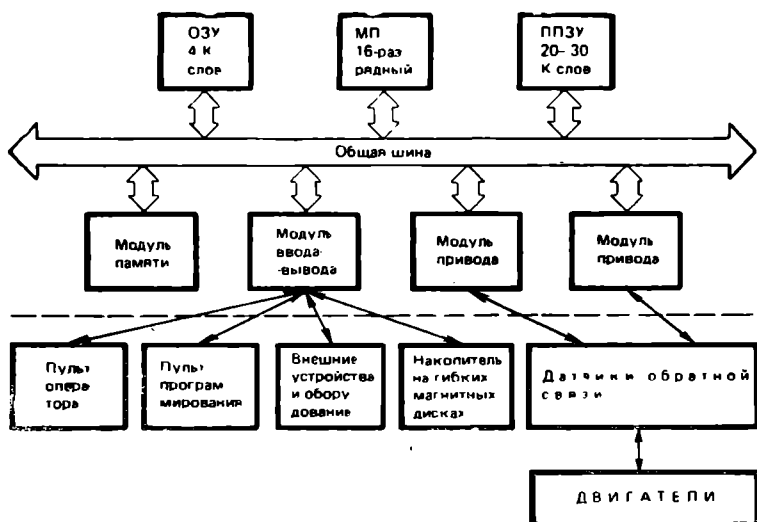 ОЗУ
4 К
слов
МП
16-раз
рядный
ППЗУ
20-30
К слов
Общая шина
Модуль
памяти
Модуль
ввода-
-вывода
Модуль
привода
Модуль
привода
Пульт
опера
тора
Пульт
програм
мирования
Внешние
устройства
и обору
дование
Накопитель
на гибких
магнитных
дисках
Датчики обратной
связи
ДВИГАТЕЛИ